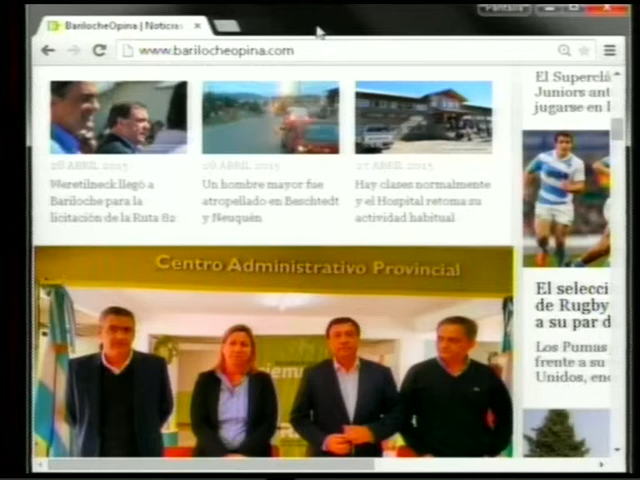 BarilocheOpina | Noticias
www.barilocheopina.com
28 ABRIL 2015
Weretilneck llegó a
Bariloche para la
licitación de la Ruta 82
28 ABRIL 2015
Un hombre mayor fue
atropellado en Beschtedt
y Neuquén
27 ABRIL 2015
Hay clases normalmente
y el Hospital retoma su
actividad habitual
El Superclá
Juniors ant
jugarse en l
El selecci
de Rugby
a su par d
Los Pumas
frente a su
Unidos, enc
Centro Administrativo Provincial